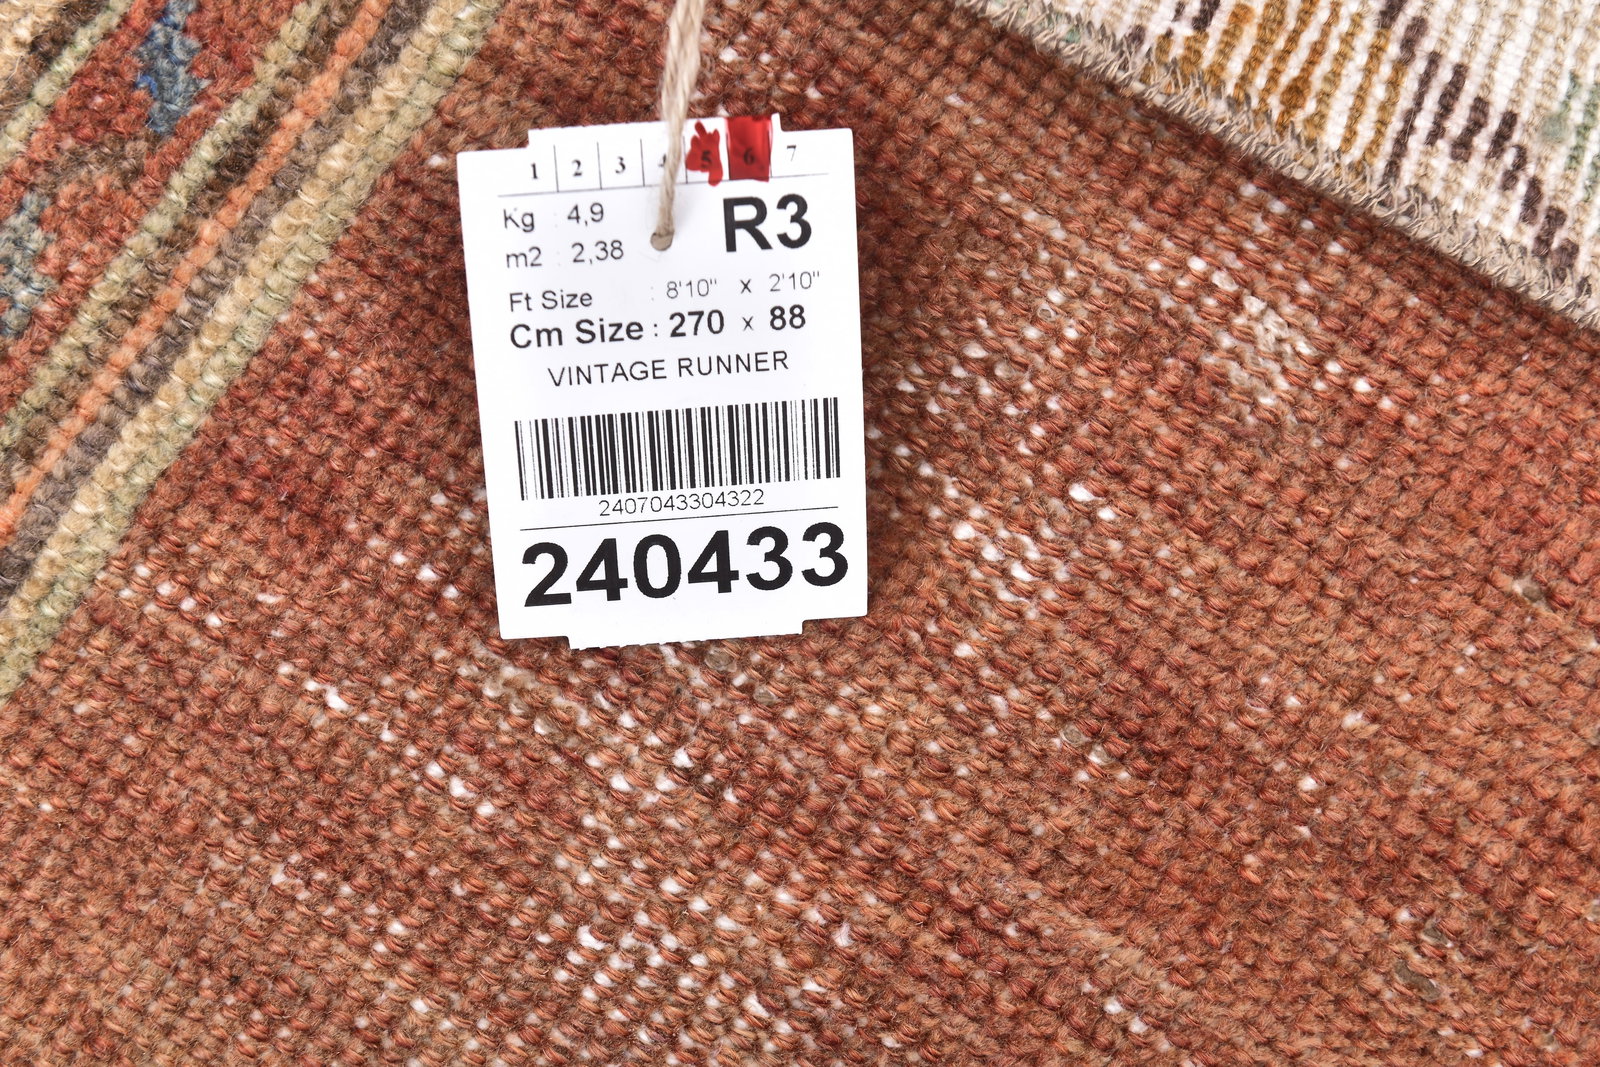 1 2 3 4 5 6 7
R3
Kg : 4,9
m2 : 2,38
Ft Size : 8'10" x 2'10"
Cm Size : 270 x 88
VINTAGE RUNNER
2407043304322
240433